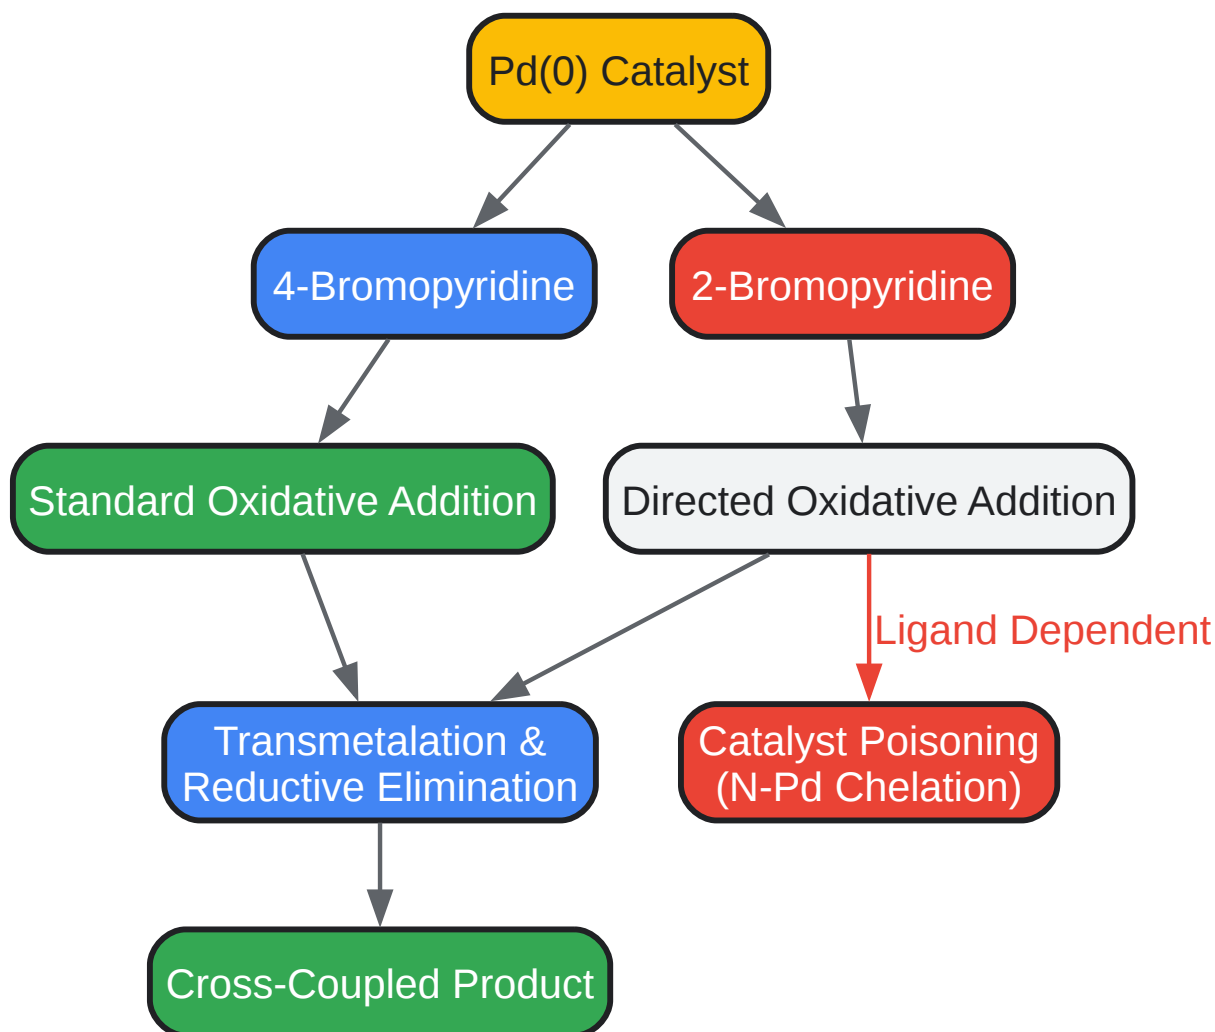 Pd(0) Catalyst
4-Bromopyridine
2-Bromopyridine
Standard Oxidative Addition
Directed Oxidative Addition
Ligand Dependent
Transmetalation &
Reductive Elimination
Catalyst Poisoning
(N-Pd Chelation)
Cross-Coupled Product